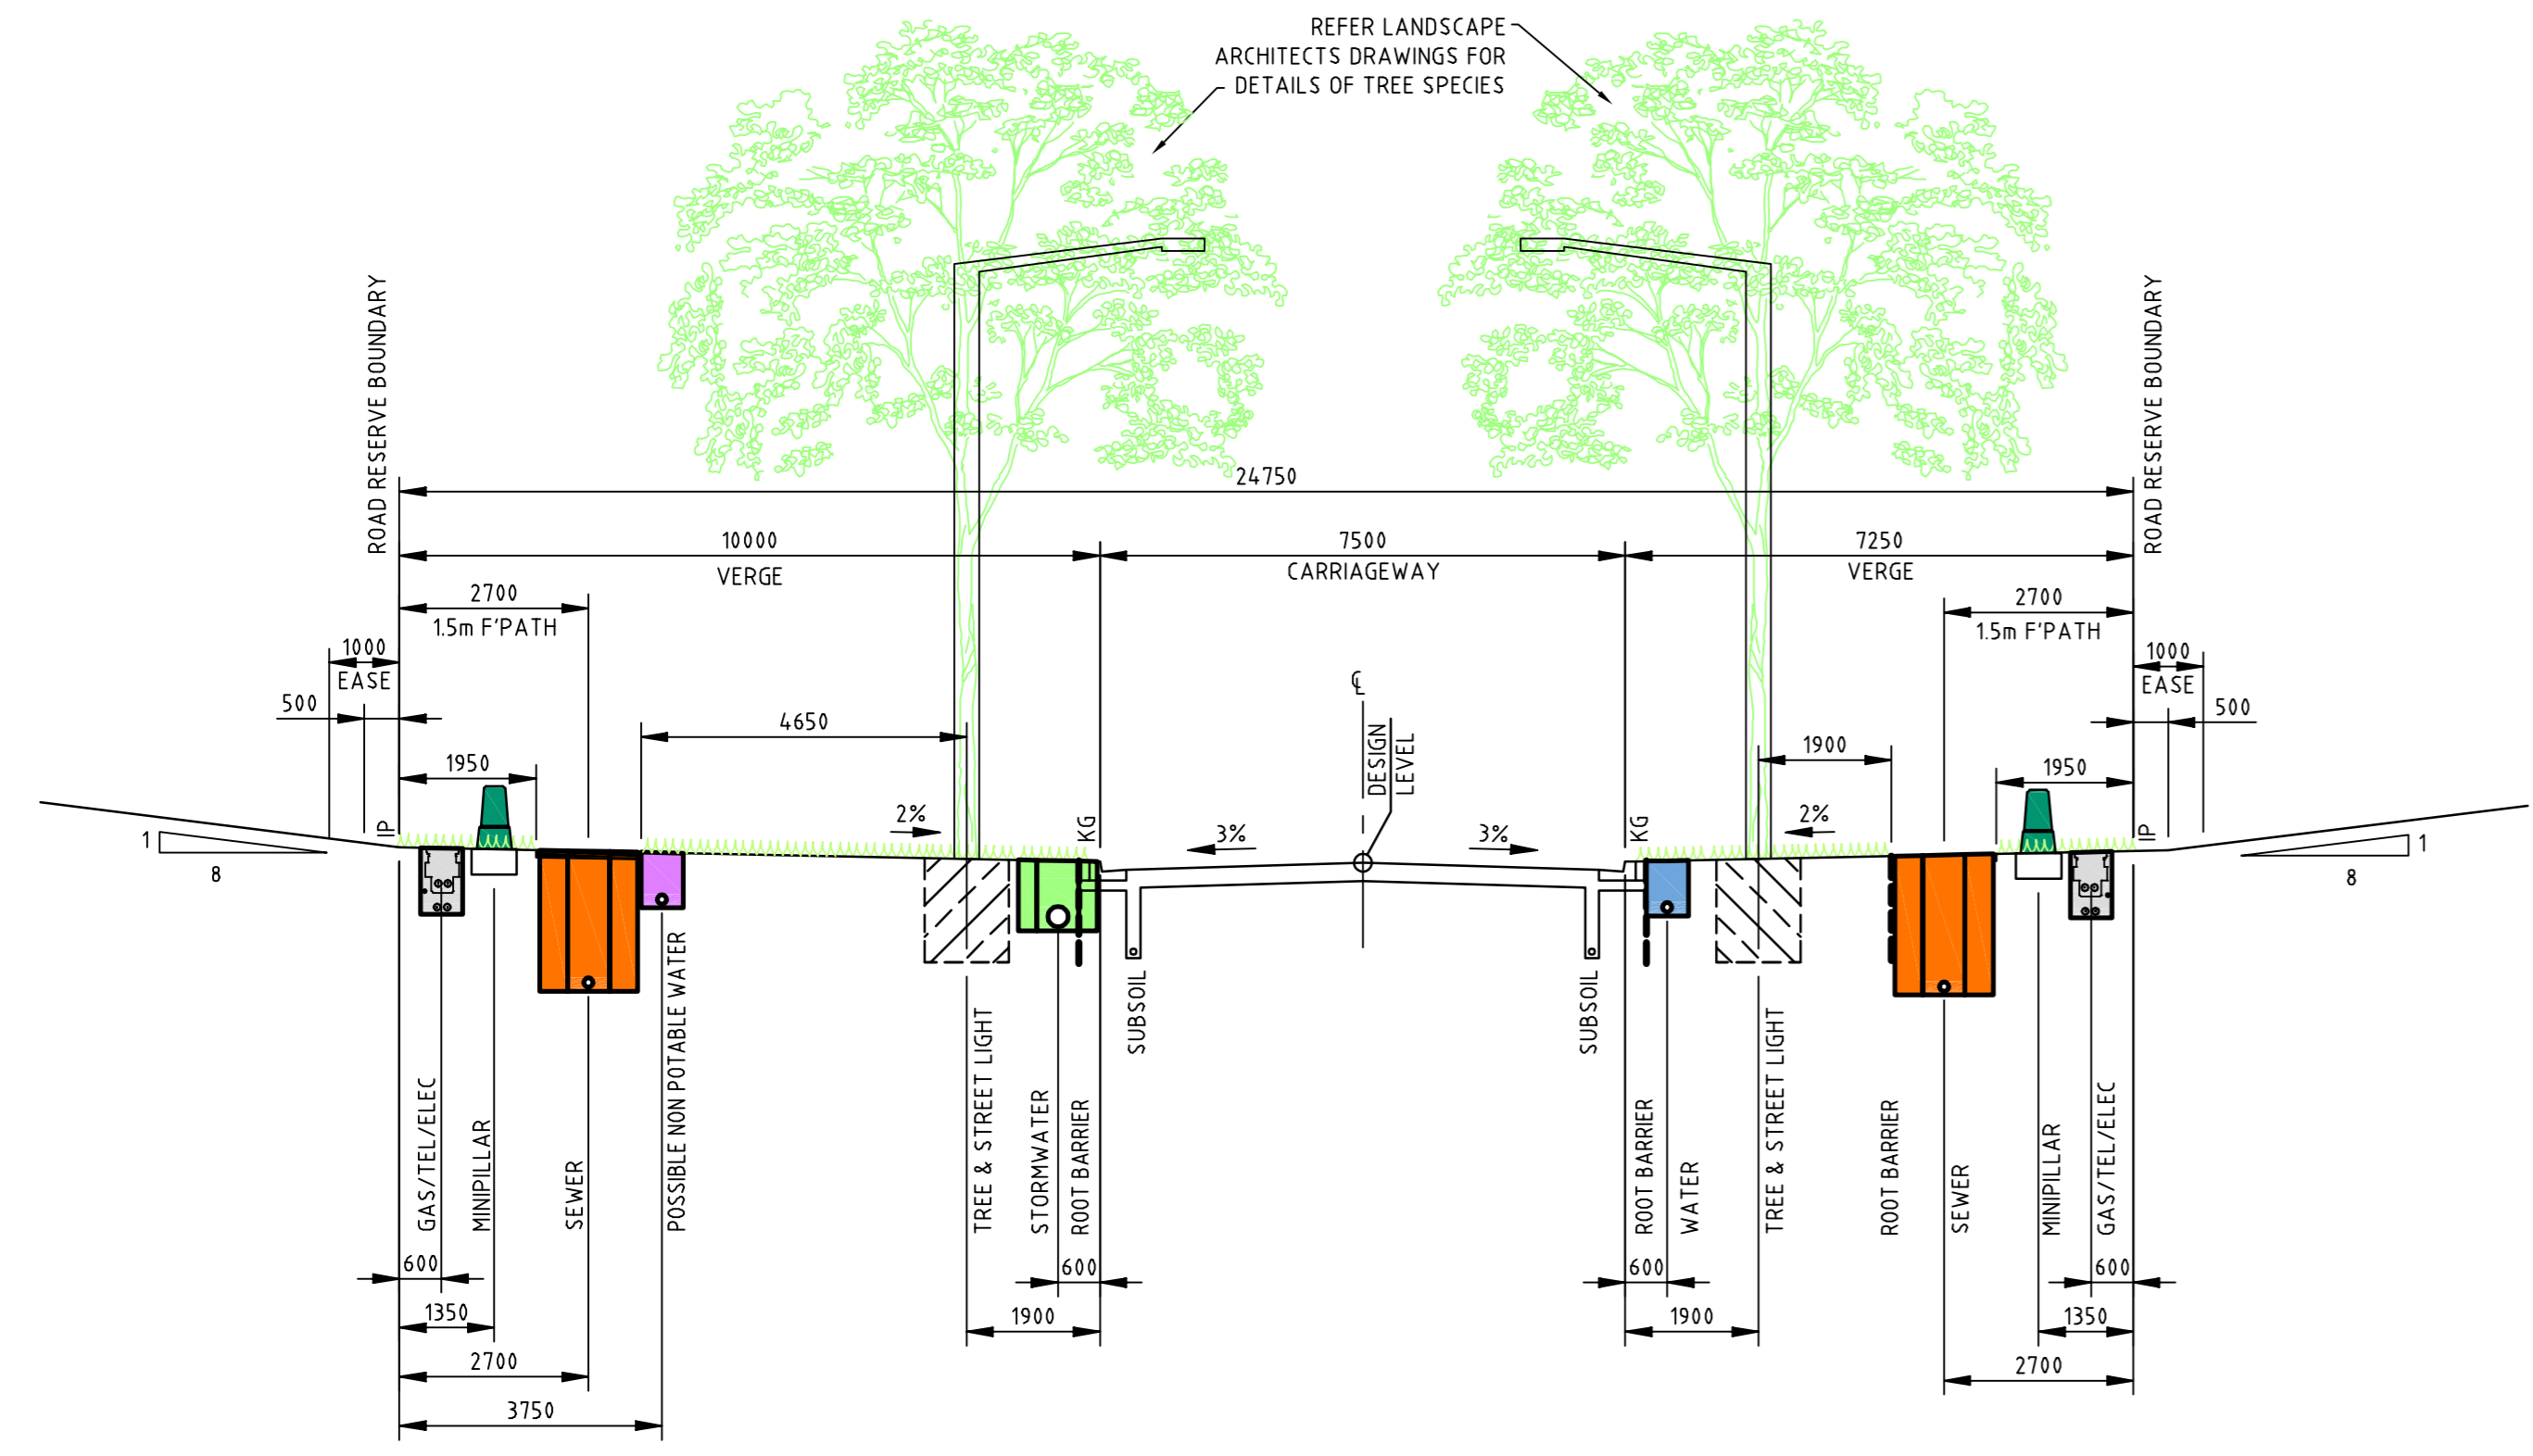 REFER LANDSCAPE
ARCHITECTS DRAWINGS FOR
DETAILS OF TREE SPECIES
ROAD RESERVE BOUNDARY
ROAD RESERVE BOUNDARY
24750
10000
VERGE
7500
CARRIAGEWAY
7250
VERGE
2700
1.5m F'PATH
2700
1.5m F'PATH
1000
EASE
1000
EASE
500
500
4650
1900
1950
1950
℄
DESIGN
LEVEL
IP
2%
KG
3%
3%
KG
2%
IP
1
8
1
8
GAS/TEL/ELEC
MINIPILLAR
SEWER
POSSIBLE NON POTABLE WATER
TREE & STREET LIGHT
STORMWATER
ROOT BARRIER
SUBSOIL
SUBSOIL
ROOT BARRIER
WATER
TREE & STREET LIGHT
ROOT BARRIER
SEWER
MINIPILLAR
GAS/TEL/ELEC
600
600
600
600
1350
1900
1900
1350
2700
2700
3750